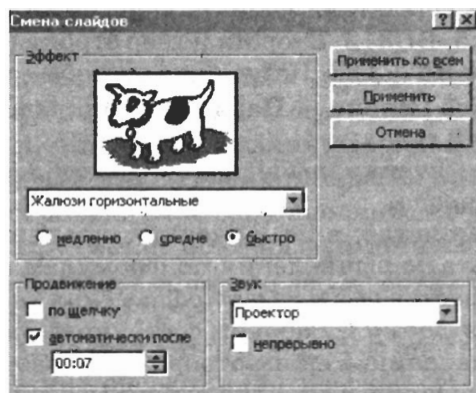 Смена слайдов
Эффект
Применить ко всем
Применить
Отмена
Жалюзи горизонтальные
медленно средне быстро
Продвижение
по щелчку
автоматически после
00:07
Звук
Проектор
непрерывно